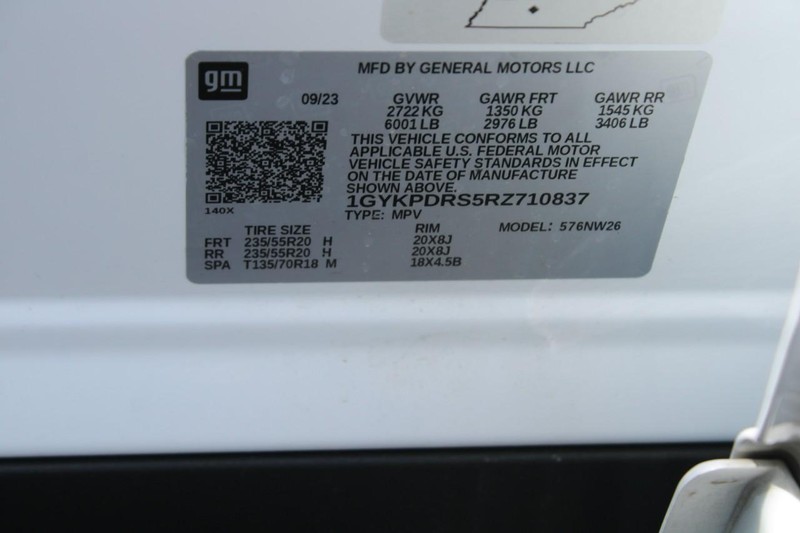 gm
MFD BY GENERAL MOTORS LLC
09/23 GVWR GAWR FRT GAWR RR
2722 KG 1350 KG 1545 KG
6001 LB 2976 LB 3406 LB
THIS VEHICLE CONFORMS TO ALL
APPLICABLE U.S. FEDERAL MOTOR
VEHICLE SAFETY STANDARDS IN EFFECT
ON THE DATE OF MANUFACTURE
SHOWN ABOVE.
1GYKPDRS5RZ710837
140X
TYPE: MPV MODEL: 576NW26
TIRE SIZE RIM
FRT 235/55R20 H 20X8J
RR 235/55R20 H 20X8J
SPA T135/70R18 M 18X4.5B